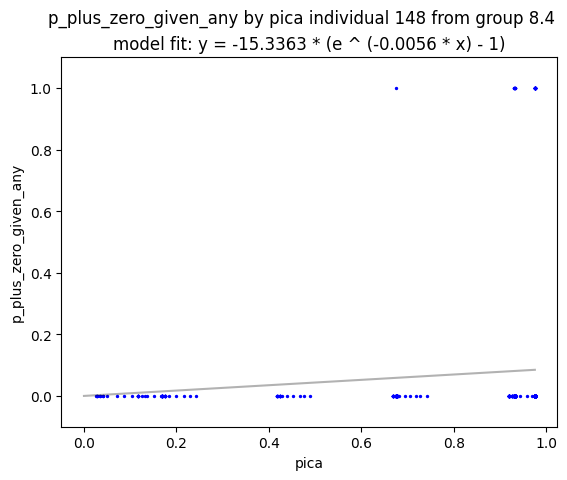 p_plus_zero_given_any by pica individual 148 from group 8.4
model fit: y = -15.3363 * (e ^ (-0.0056 * x) - 1)
1.0
0.8
0.6
0.4
0.2
0.0
p_plus_zero_given_any
0.0 0.2 0.4 0.6 0.8 1.0
pica